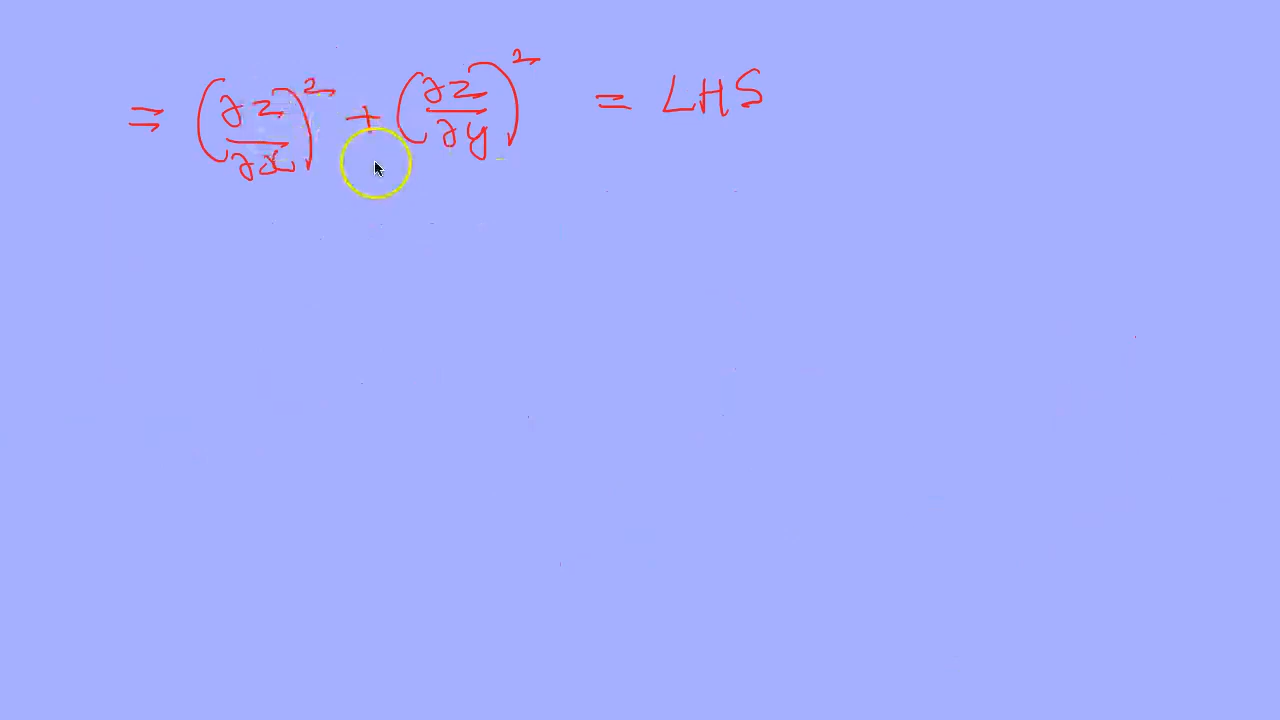 = (∂z/∂x)² + (∂z/∂y)² = LHS